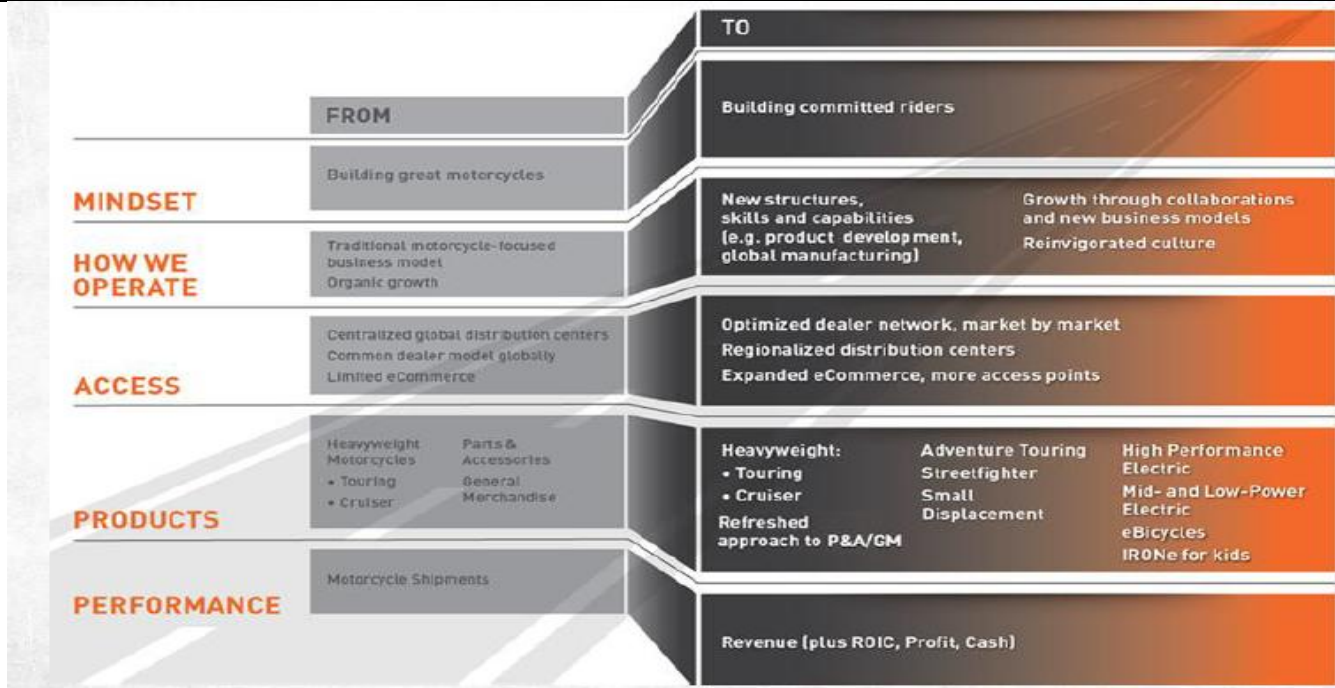 TO
FROM
Building committed riders
MINDSET
Building great motorcycles
HOW WE
OPERATE
Traditional motorcycle-focused
business model
Organic growth
New structures,
skills and capabilities
(e.g. product development,
global manufacturing)
Growth through collaborations
and new business models
Reinvigorated culture
ACCESS
Centralized global distribution centers
Common dealer model globally
Limited eCommerce
Optimized dealer network, market by market
Regionalized distribution centers
Expanded eCommerce, more access points
PRODUCTS
Heavyweight
Motorcycles
• Touring
• Cruiser
Parts &
Accessories
General
Merchandise
Heavyweight:
• Touring
• Cruiser
Refreshed
approach to P&A/GM
Adventure Touring
Streetfighter
Small
Displacement
High Performance
Electric
Mid- and Low-Power
Electric
eBicycles
IRONe for kids
PERFORMANCE
Motorcycle Shipments
Revenue (plus ROIC, Profit, Cash)